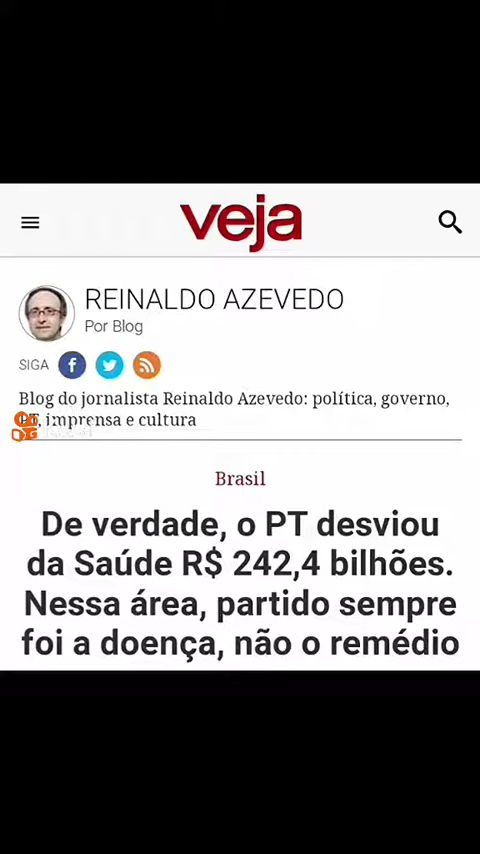 veja
REINALDO AZEVEDO
Por Blog
SIGA
Blog do jornalista Reinaldo Azevedo: política, governo,
PT, imprensa e cultura
Brasil
De verdade, o PT desviou
da Saúde R$ 242,4 bilhões.
Nessa área, partido sempre
foi a doença, não o remédio